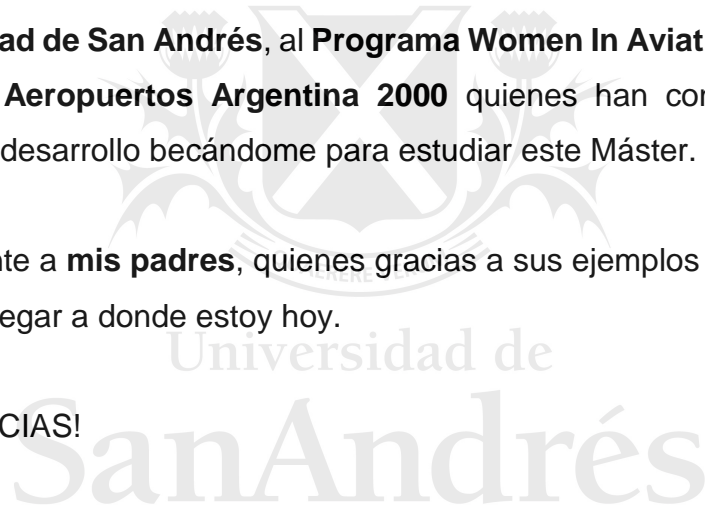 ad de San Andrés, al Programa Women In Aviat
Aeropuertos Argentina 2000 quienes han con
desarrollo becándome para estudiar este Máster.
nte a mis padres, quienes gracias a sus ejemplos
egar a donde estoy hoy.
Universidad de
CIAS!
SanAndrés